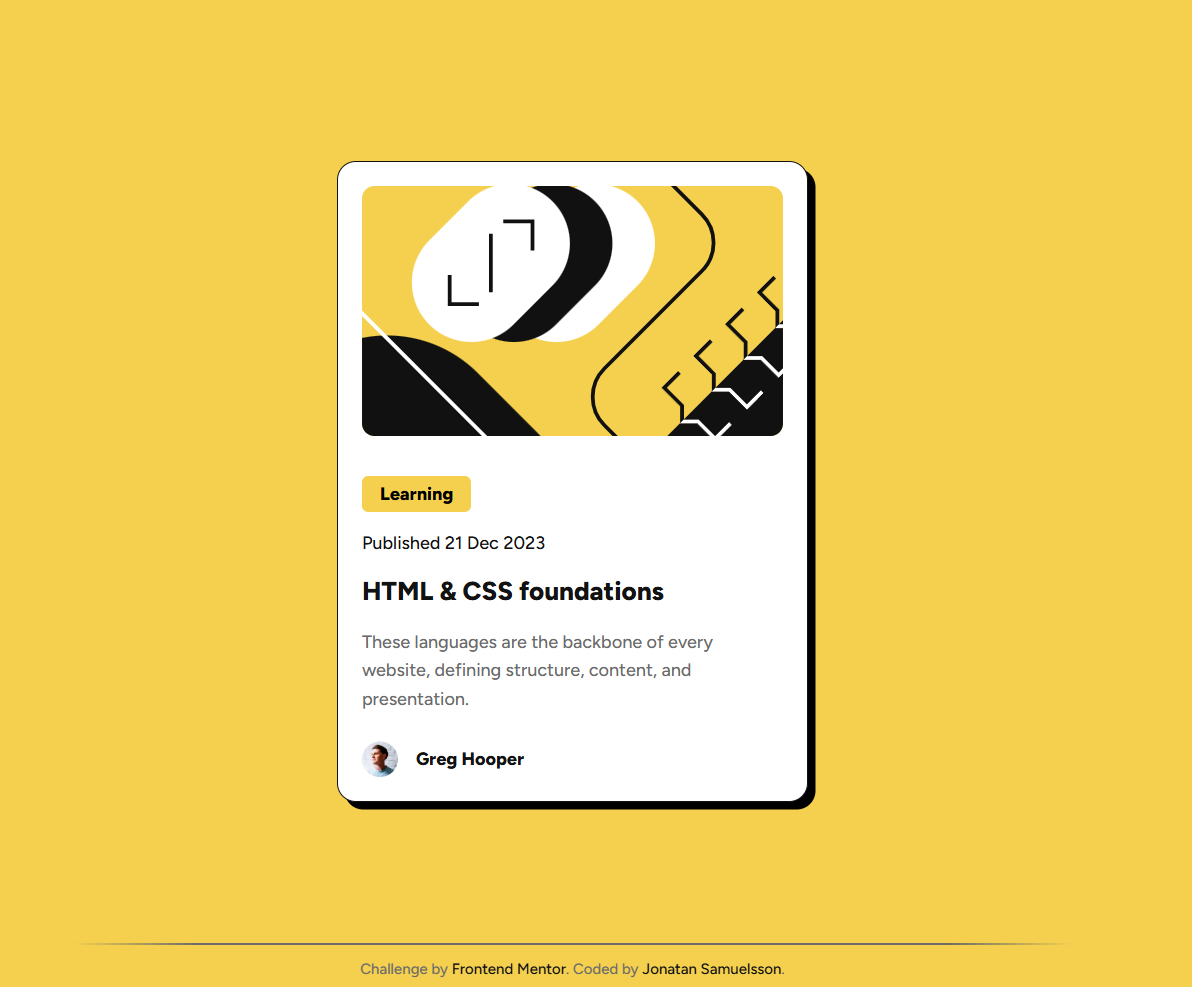 Learning
Published 21 Dec 2023
HTML & CSS foundations
These languages are the backbone of every
website, defining structure, content, and
presentation.
Greg Hooper
Challenge by Frontend Mentor. Coded by Jonatan Samuelsson.